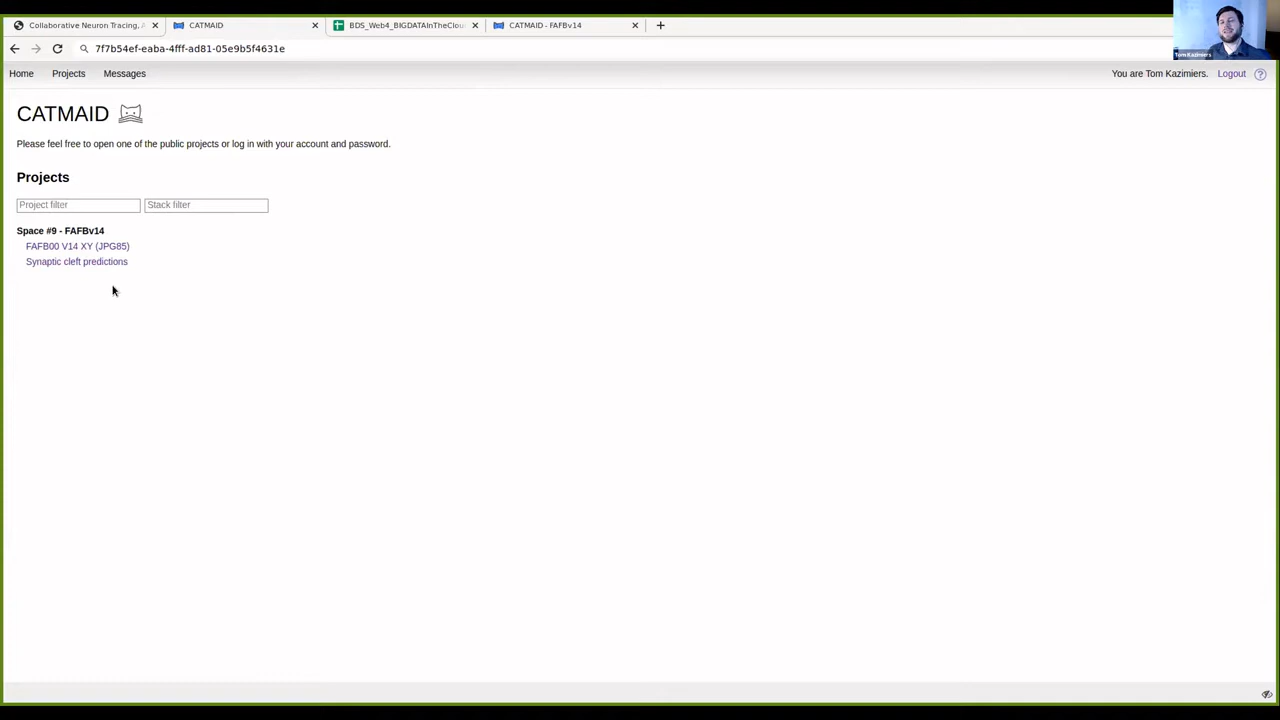 Collaborative Neuron Tracing, A
CATMAID
BDS_Web4_BIGDATAInTheClou
CATMAID - FAFBv14
7f7b54ef-eaba-4fff-ad81-05e9b5f4631e
Tom Kazimiers
Home Projects Messages
You are Tom Kazimiers. Logout ?
CATMAID
Please feel free to open one of the public projects or log in with your account and password.
Projects
Project filter Stack filter
Space #9 - FAFBv14
FAFB00 V14 XY (JPG85)
Synaptic cleft predictions